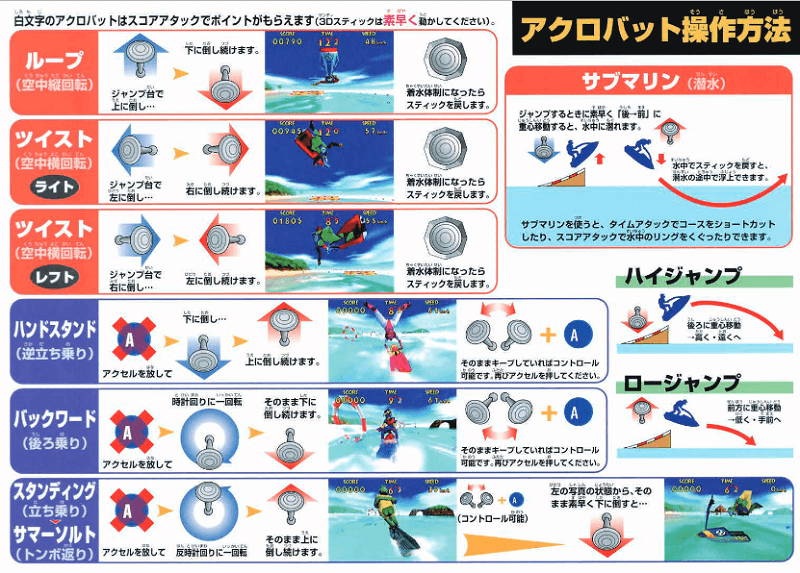 白文字のアクロバットはスコアアタックでポイントがもらえます(3Dスティックは素早く動かしてください)。
アクロバット操作方法
ループ
(空中縦回転)
ジャンプ台で
上に倒し…
下に倒し続けます。
SCORE TIME SPEED
00790
着水体制になったら
スティックを戻します。
ツイスト
(空中横回転)
ライト
ジャンプ台で
左に倒し…
右に倒し続けます。
SCORE TIME SPEED
00985
着水体制になったら
スティックを戻します。
ツイスト
(空中横回転)
レフト
ジャンプ台で
右に倒し…
左に倒し続けます。
SCORE TIME SPEED
01805
着水体制になったら
スティックを戻します。
ハンドスタンド
(逆立ち乗り)
A
アクセルを放して
下に倒し…
上に倒し続けます。
SCORE TIME SPEED
00000
A
そのままキープしていればコントロール
可能です。再びアクセルを押してください。
バックワード
(後ろ乗り)
A
アクセルを放して
時計回りに一回転
そのまま下に
倒し続けます。
SCORE TIME SPEED
A
そのままキープしていればコントロール
可能です。再びアクセルを押してください。
スタンディング
(立ち乗り)
サマーソルト
(トンボ返り)
A
アクセルを放して
反時計回りに一回転
そのまま上に
倒し続けます。
SCORE TIME SPEED
00000
A
(コントロール可能)
左の写真の状態から、その
まま素早く下に倒すと…
SCORE TIME SPEED
00000
サブマリン(潜水)
ジャンプするときに素早く「後→前」に
重心移動すると、水中に潜れます。
水中でスティックを戻すと、
潜水の途中で浮上できます。
サブマリンを使うと、タイムアタックでコースをショートカット
したり、スコアアタックで水中のリングをくぐったりできます。
ハイジャンプ
後ろに重心移動
→高く・遠くへ
ロージャンプ
前方に重心移動
→低く・手前へ